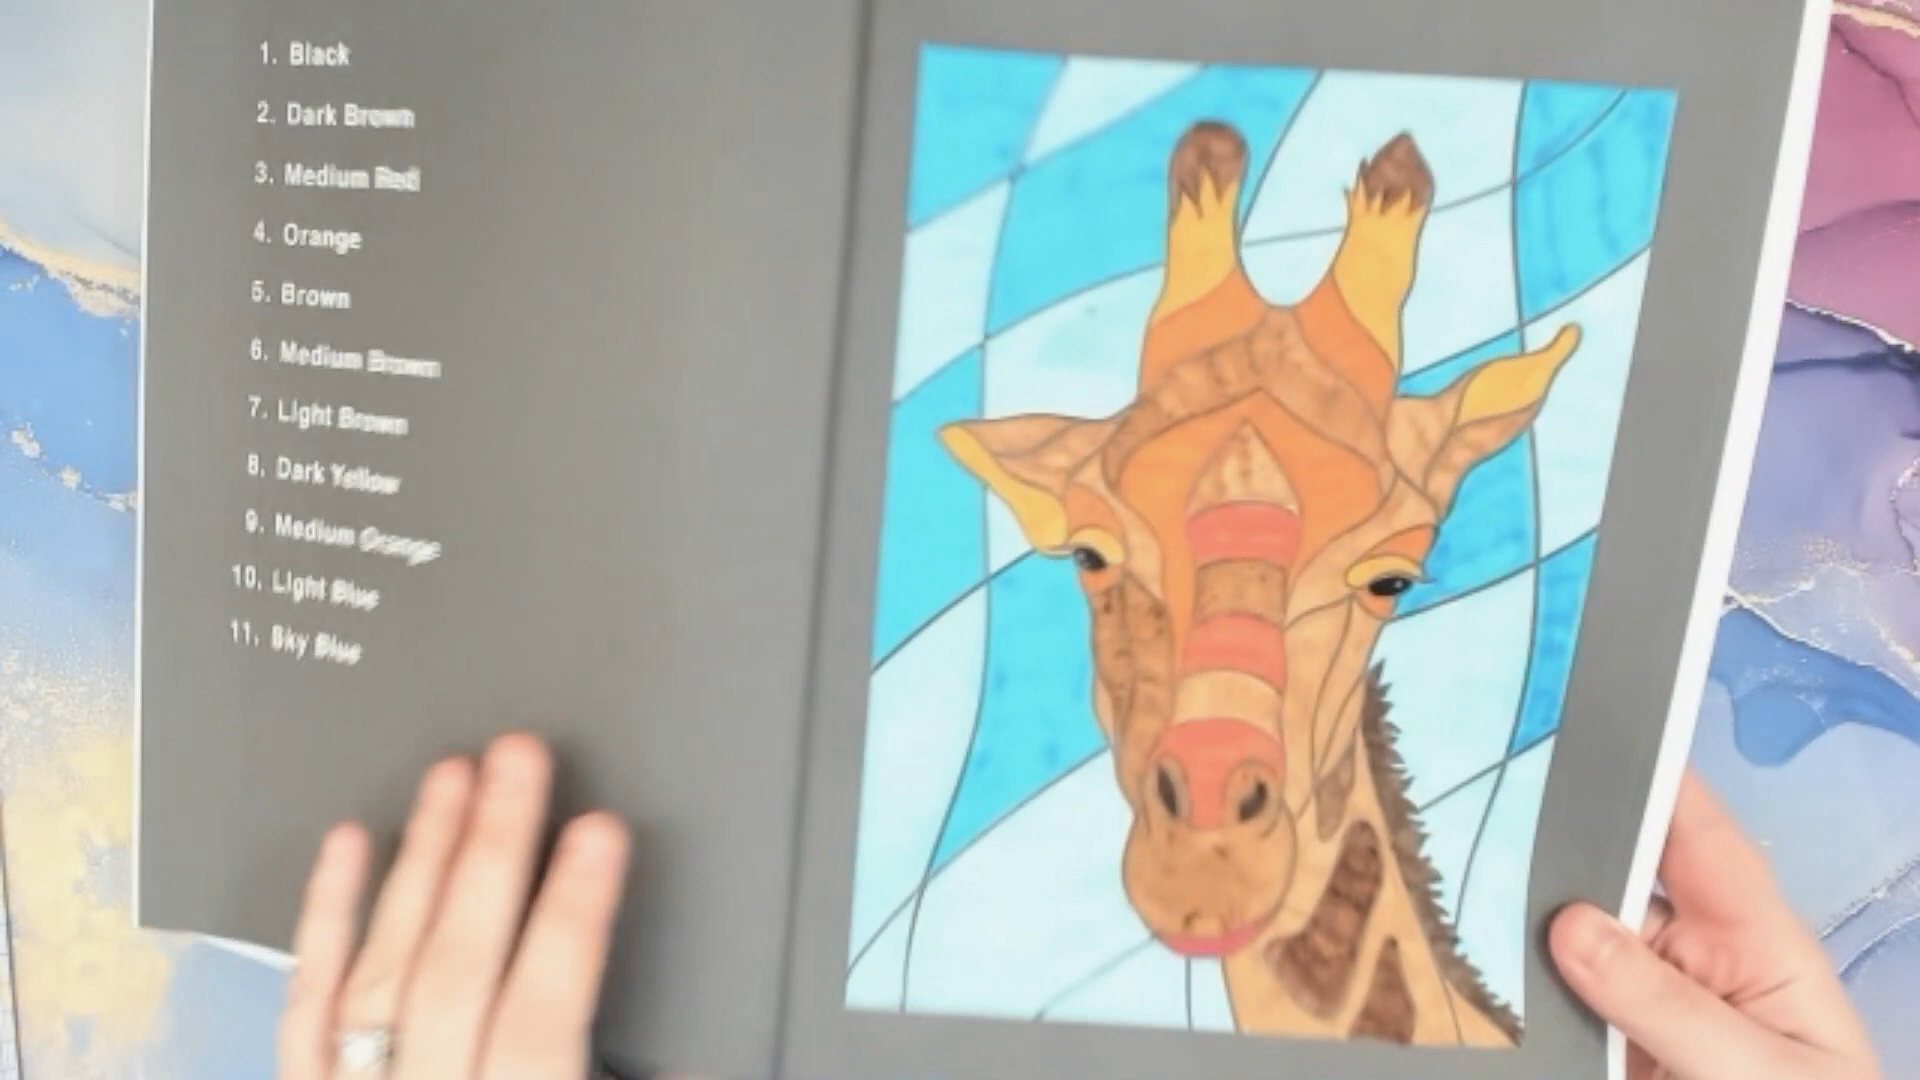 1. Black
2. Dark Brown
3. Medium Red
4. Orange
5. Brown
6. Medium Brown
7. Light Brown
8. Dark Yellow
9. Medium Orange
10. Light Blue
11. Sky Blue